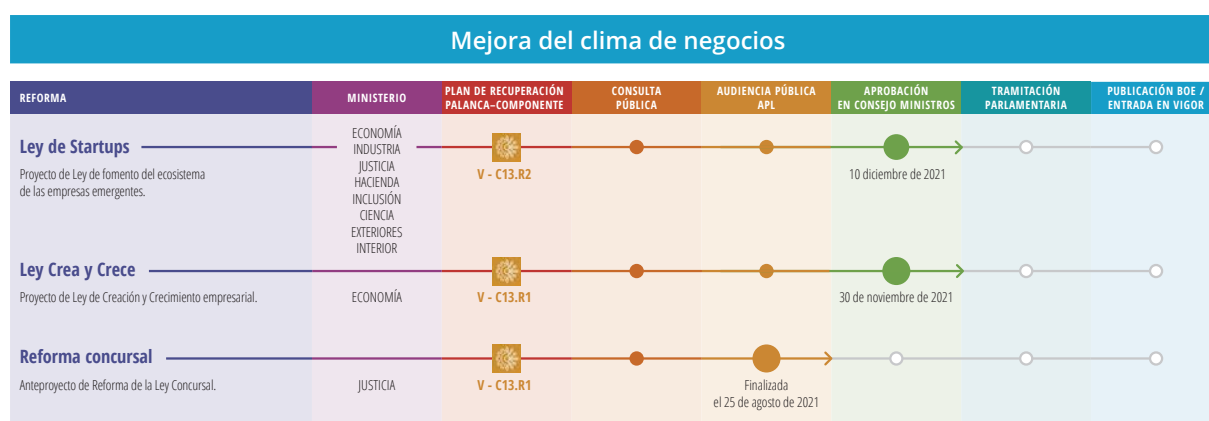 Mejora del clima de negocios
REFORMA
MINISTERIO
PLAN DE RECUPERACIÓN
PALANCA–COMPONENTE
CONSULTA
PÚBLICA
AUDIENCIA PÚBLICA
APL
APROBACIÓN
EN CONSEJO MINISTROS
TRAMITACIÓN
PARLAMENTARIA
PUBLICACIÓN BOE /
ENTRADA EN VIGOR
Ley de Startups
Proyecto de Ley de fomento del ecosistema
de las empresas emergentes.
ECONOMÍA
INDUSTRIA
JUSTICIA
HACIENDA
INCLUSIÓN
CIENCIA
EXTERIORES
INTERIOR
V - C13.R2
10 diciembre de 2021
Ley Crea y Crece
Proyecto de Ley de Creación y Crecimiento empresarial.
ECONOMÍA
V - C13.R1
30 de noviembre de 2021
Reforma concursal
Anteproyecto de Reforma de la Ley Concursal.
JUSTICIA
V - C13.R1
Finalizada
el 25 de agosto de 2021